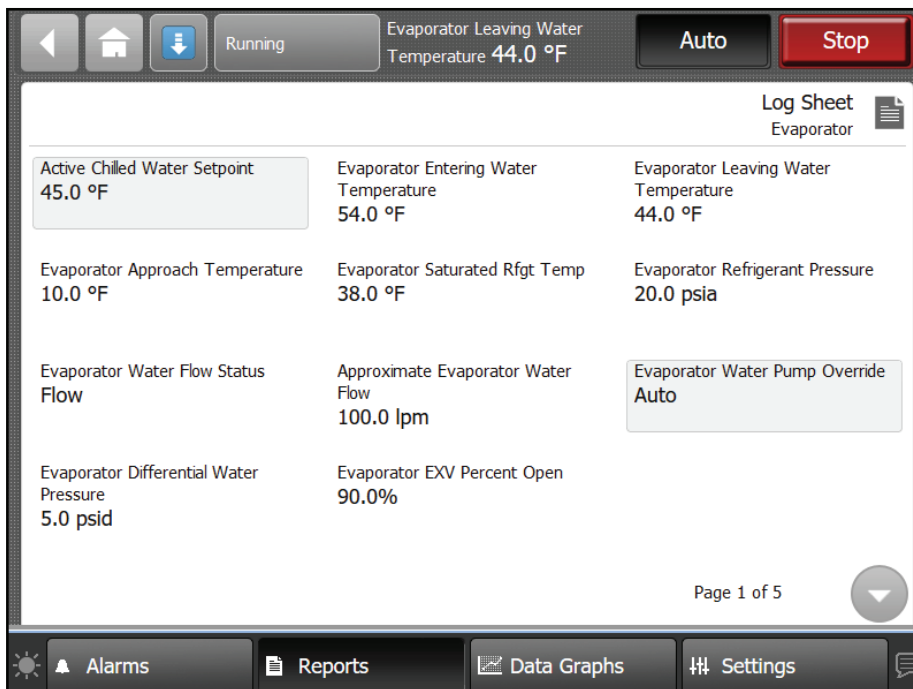 Running
Evaporator Leaving Water
Temperature 44.0 °F
Auto
Stop
Log Sheet
Evaporator
Active Chilled Water Setpoint
45.0 °F
Evaporator Entering Water
Temperature
54.0 °F
Evaporator Leaving Water
Temperature
44.0 °F
Evaporator Approach Temperature
10.0 °F
Evaporator Saturated Rfgt Temp
38.0 °F
Evaporator Refrigerant Pressure
20.0 psia
Evaporator Water Flow Status
Flow
Approximate Evaporator Water
Flow
100.0 lpm
Evaporator Water Pump Override
Auto
Evaporator Differential Water
Pressure
5.0 psid
Evaporator EXV Percent Open
90.0%
Page 1 of 5
Alarms
Reports
Data Graphs
Settings